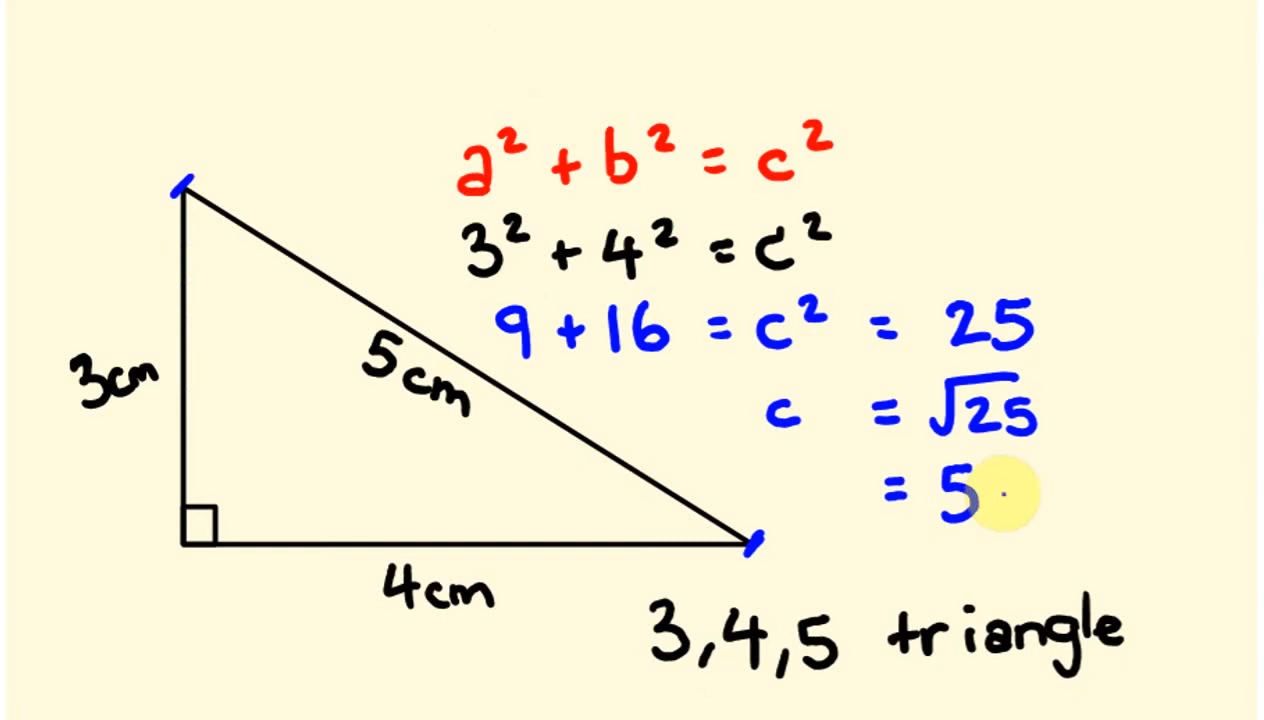 a² + b² = c²
3² + 4² = c²
9 + 16 = c² = 25
c = √25
= 5
3cm
5cm
4cm
3,4,5 triangle